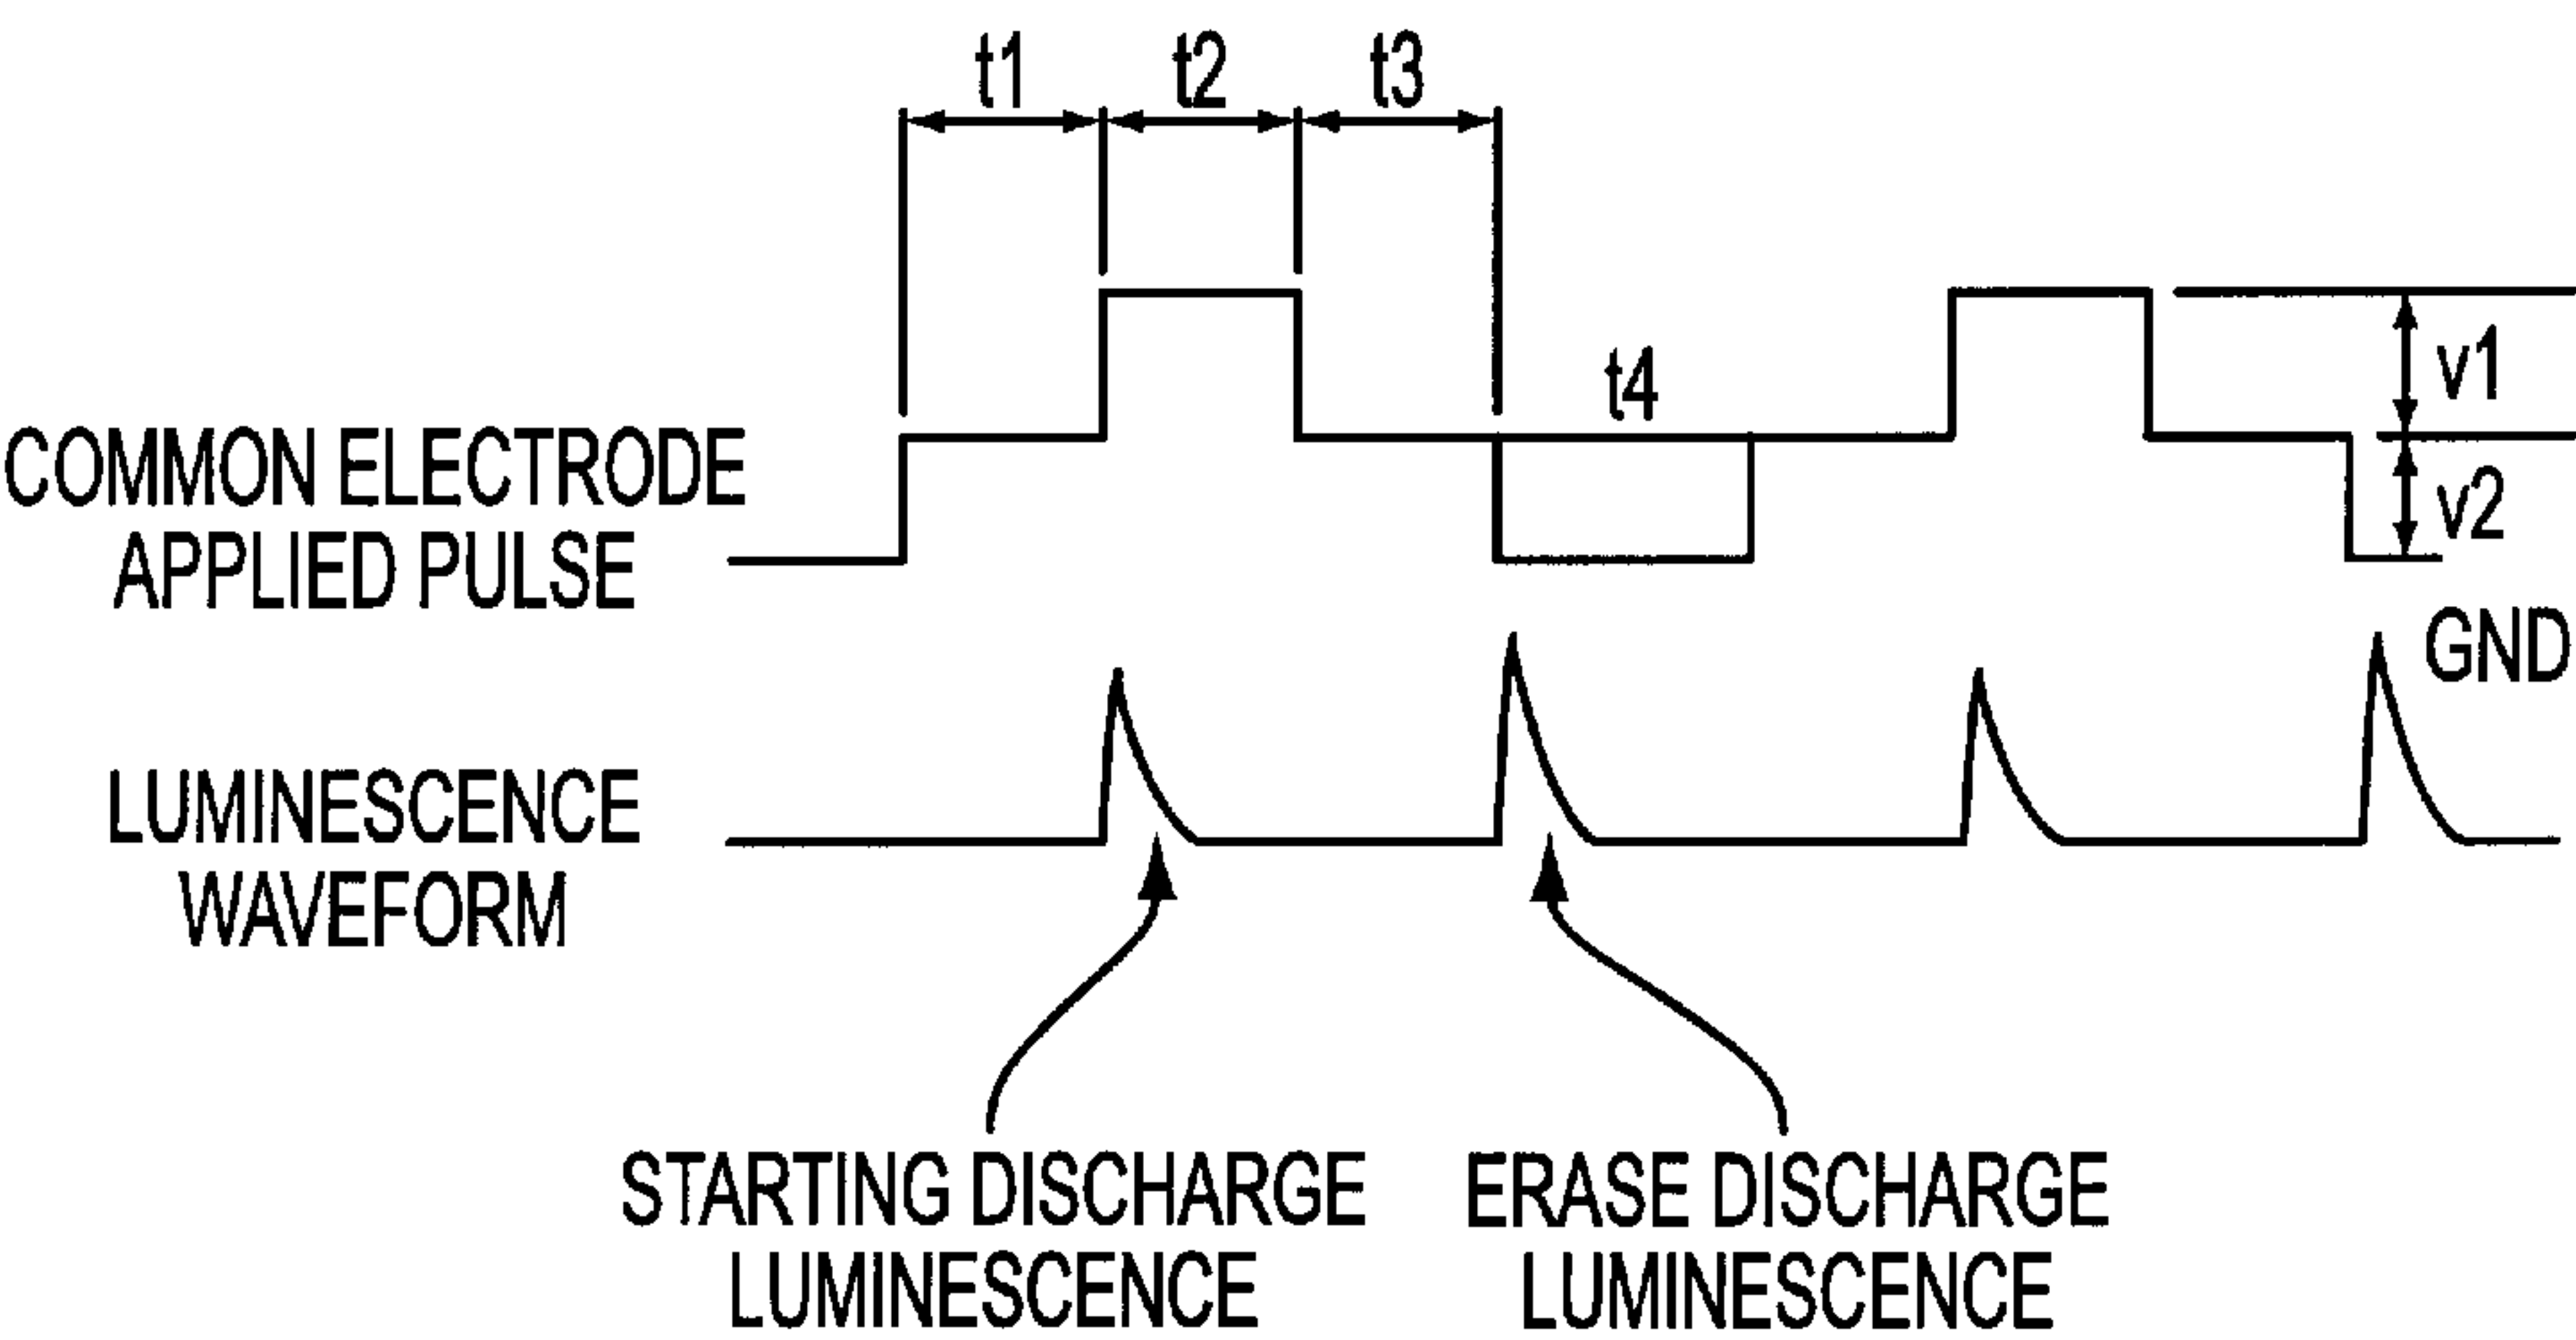 t1 t2 t3
t4
v1
COMMON ELECTRODE
APPLIED PULSE
v2
GND
LUMINESCENCE
WAVEFORM
STARTING DISCHARGE
LUMINESCENCE
ERASE DISCHARGE
LUMINESCENCE